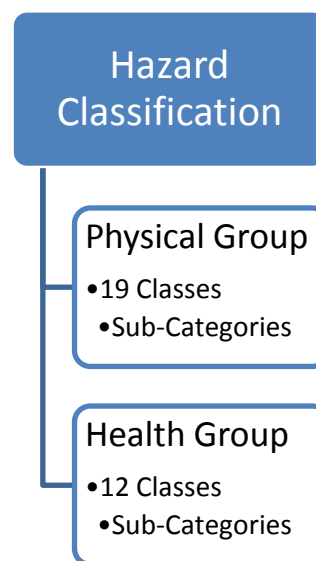 Hazard
Classification
Physical Group
•19 Classes
•Sub-Categories
Health Group
•12 Classes
•Sub-Categories